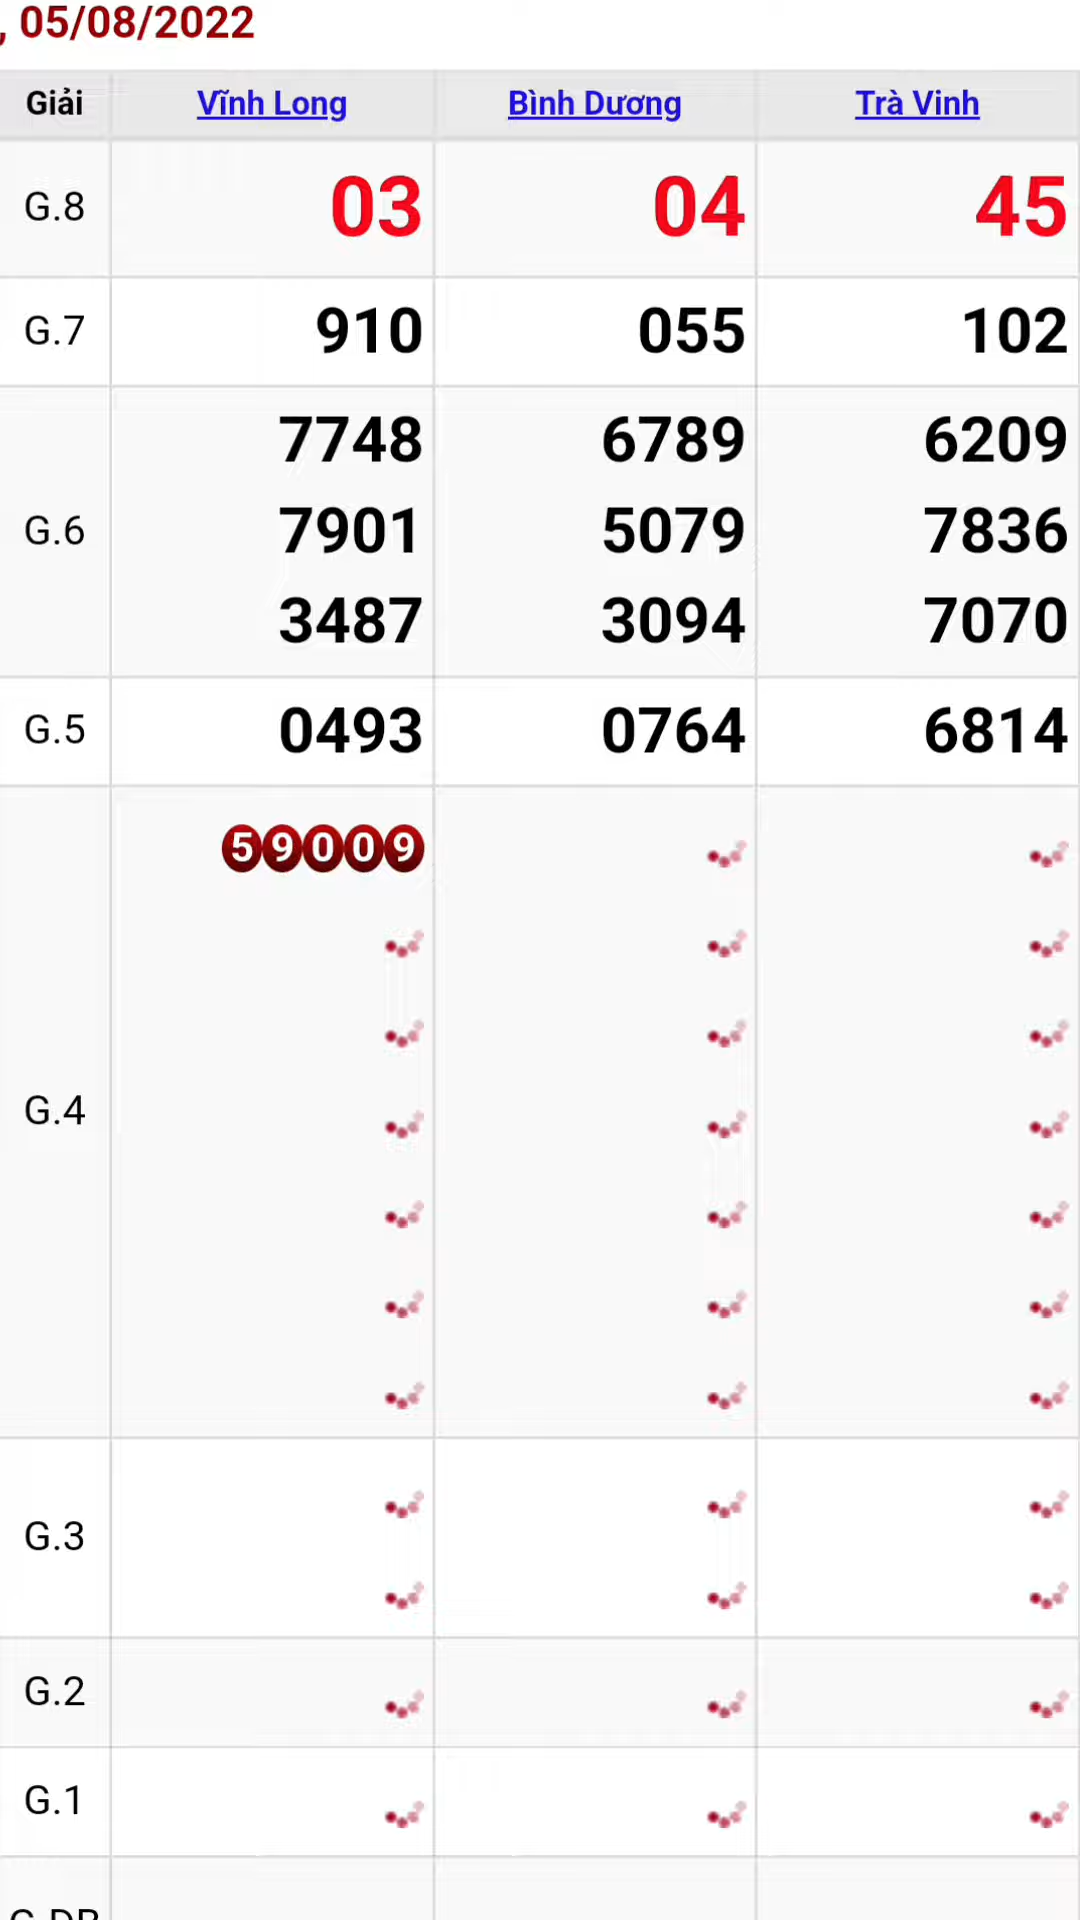 , 05/08/2022
Giải Vĩnh Long Bình Dương Trà Vinh
G.8 03 04 45
G.7 910 055 102
7748 6789 6209
G.6 7901 5079 7836
3487 3094 7070
G.5 0493 0764 6814
59009
G.4
G.3
G.2
G.1
G.ĐB